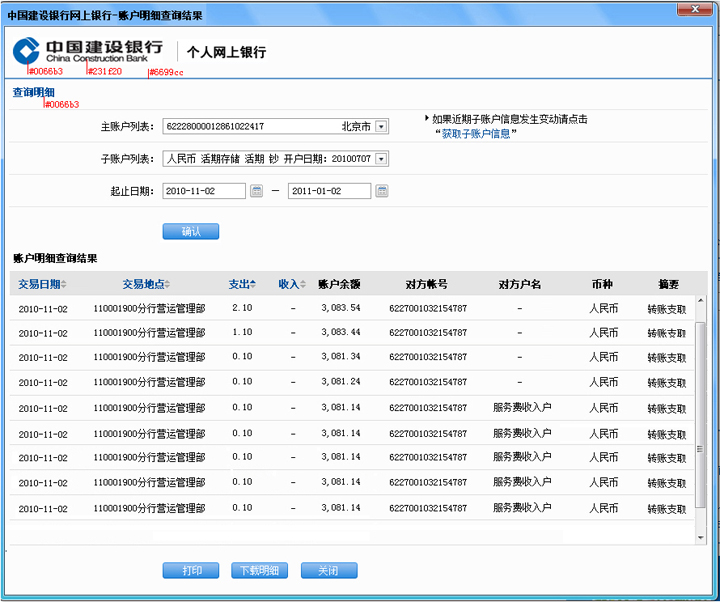 中国建设银行网上银行-账户明细查询结果
中国建设银行 个人网上银行
China Construction Bank
#0066b3 #231f20 #6699cc
查询明细
#0066b3
主账户列表: 62228000012861022417 北京市 如果近期子账户信息发生变动请点击
“获取子账户信息”
子账户列表: 人民币 活期存储 活期 钞 开户日期: 20100707
起止日期: 2010-11-02 — 2011-01-02
确认
账户明细查询结果
交易日期 交易地点 支出 收入 账户余额 对方帐号 对方户名 币种 摘要
2010-11-02 110001900分行营运管理部 2.10 - 3,083.54 6227001032154787 - 人民币 转账支取
2010-11-02 110001900分行营运管理部 1.10 - 3,083.44 6227001032154787 - 人民币 转账支取
2010-11-02 110001900分行营运管理部 0.10 - 3,081.34 6227001032154787 - 人民币 转账支取
2010-11-02 110001900分行营运管理部 0.10 - 3,081.24 6227001032154787 - 人民币 转账支取
2010-11-02 110001900分行营运管理部 0.10 - 3,081.14 6227001032154787 服务费收入户 人民币 转账支取
2010-11-02 110001900分行营运管理部 0.10 - 3,081.14 6227001032154787 服务费收入户 人民币 转账支取
2010-11-02 110001900分行营运管理部 0.10 - 3,081.14 6227001032154787 服务费收入户 人民币 转账支取
2010-11-02 110001900分行营运管理部 0.10 - 3,081.14 6227001032154787 服务费收入户 人民币 转账支取
2010-11-02 110001900分行营运管理部 0.10 - 3,081.14 6227001032154787 服务费收入户 人民币 转账支取
打印 下载明细 关闭